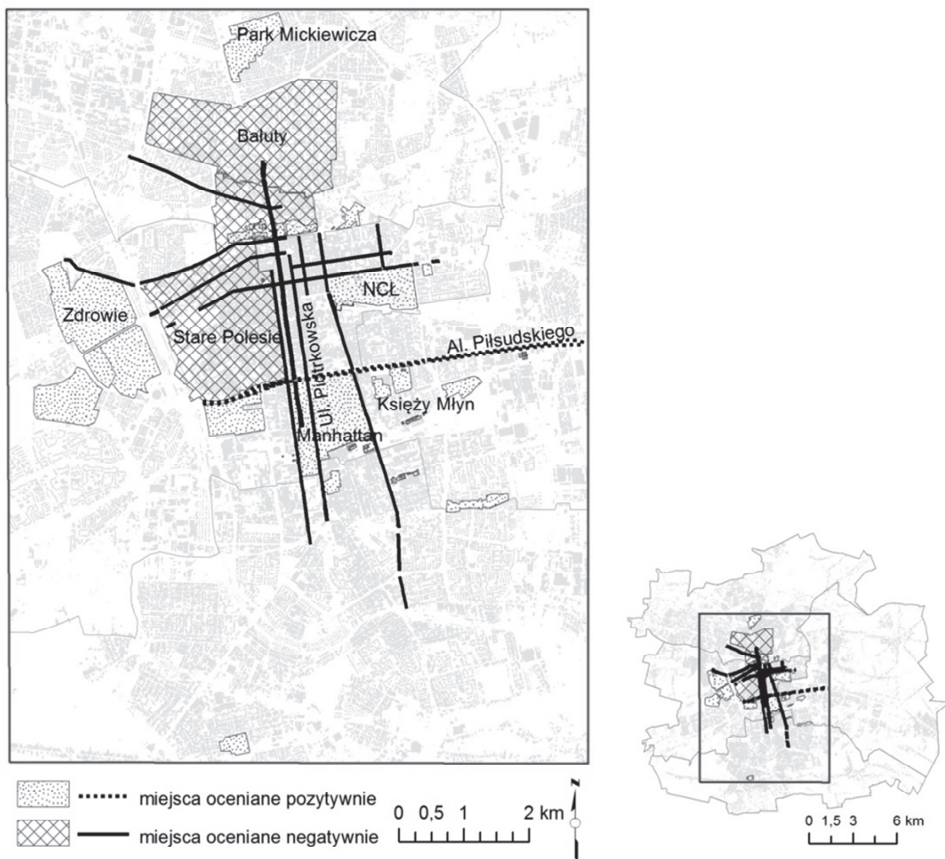 Park Mickiewicza
Bałuty
Zdrowie
NCŁ
Stare Polesie
Ul. Piotrkowska
Al. Piłsudskiego
Księży Młyn
Manhattan
miejsca oceniane pozytywnie
miejsca oceniane negatywnie
0 0,5 1 2 km
N
0 1,5 3 6 km